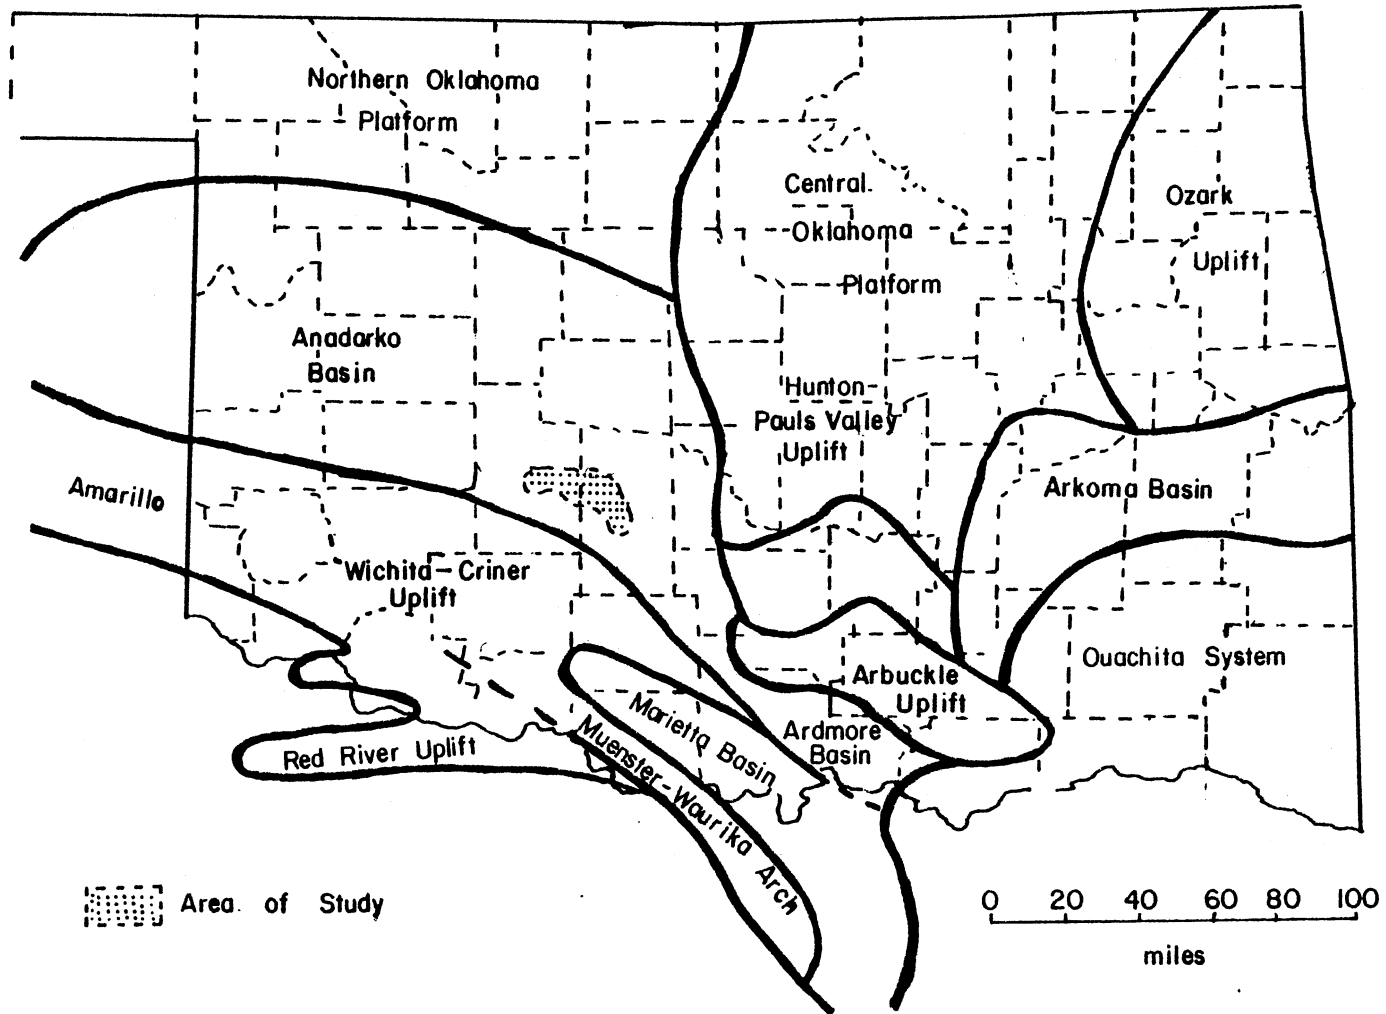 Northern Oklahoma
Platform
Central
Oklahoma
Platform
Ozark
Uplift
Anadarko
Basin
Hunton-
Pauls Valley
Uplift
Amarillo
Arkoma Basin
Wichita-Criner
Uplift
Ouachita System
Arbuckle
Uplift
Marietta Basin
Ardmore
Basin
Red River Uplift
Muenster-Waurika Arch
Area of Study
0 20 40 60 80 100
miles